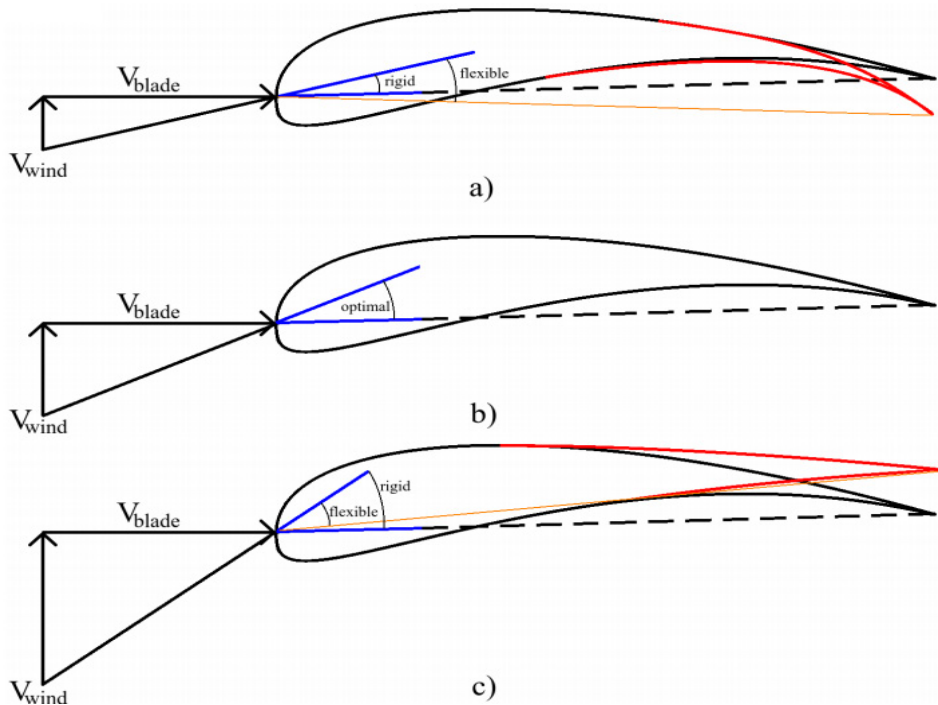 V_blade
rigid
flexible
V_wind
a)
V_blade
optimal
V_wind
b)
V_blade
rigid
flexible
V_wind
c)